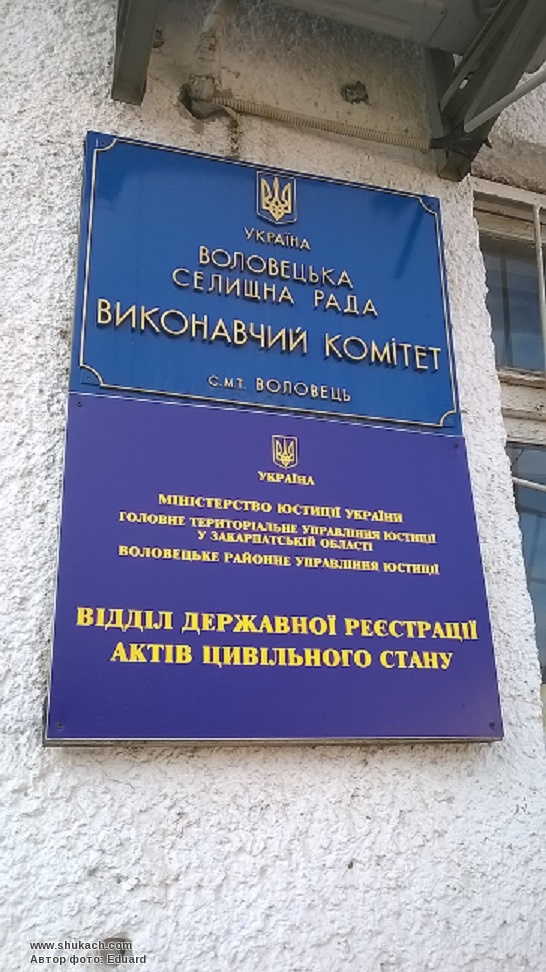 УКРАЇНА
ВОЛОВЕЦЬКА
СЕЛИЩНА РАДА
ВИКОНАВЧИЙ КОМІТЕТ
С.М.Т. ВОЛОВЕЦЬ
УКРАЇНА
МІНІСТЕРСТВО ЮСТИЦІЇ УКРАЇНИ
ГОЛОВНЕ ТЕРИТОРІАЛЬНЕ УПРАВЛІННЯ ЮСТИЦІЇ
У ЗАКАРПАТСЬКІЙ ОБЛАСТІ
ВОЛОВЕЦЬКЕ РАЙОННЕ УПРАВЛІННЯ ЮСТИЦІЇ
ВІДДІЛ ДЕРЖАВНОЇ РЕЄСТРАЦІЇ
АКТІВ ЦИВІЛЬНОГО СТАНУ
www.shukach.com
Автор фото: Eduard